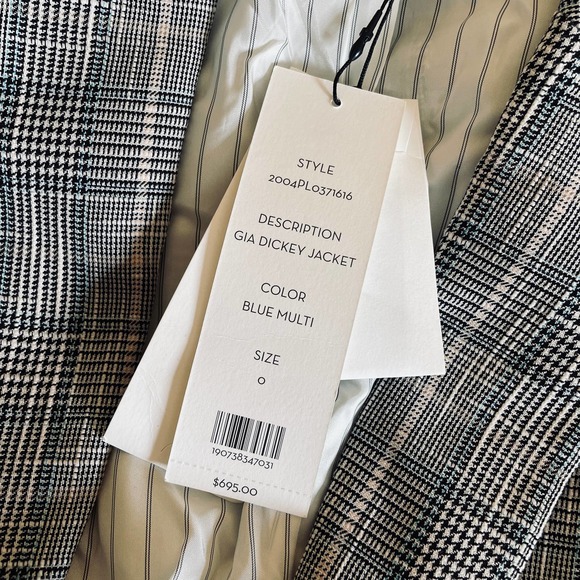 STYLE
2004PL0371616
DESCRIPTION
GIA DICKEY JACKET
COLOR
BLUE MULTI
SIZE
0
190738347031
$695.00